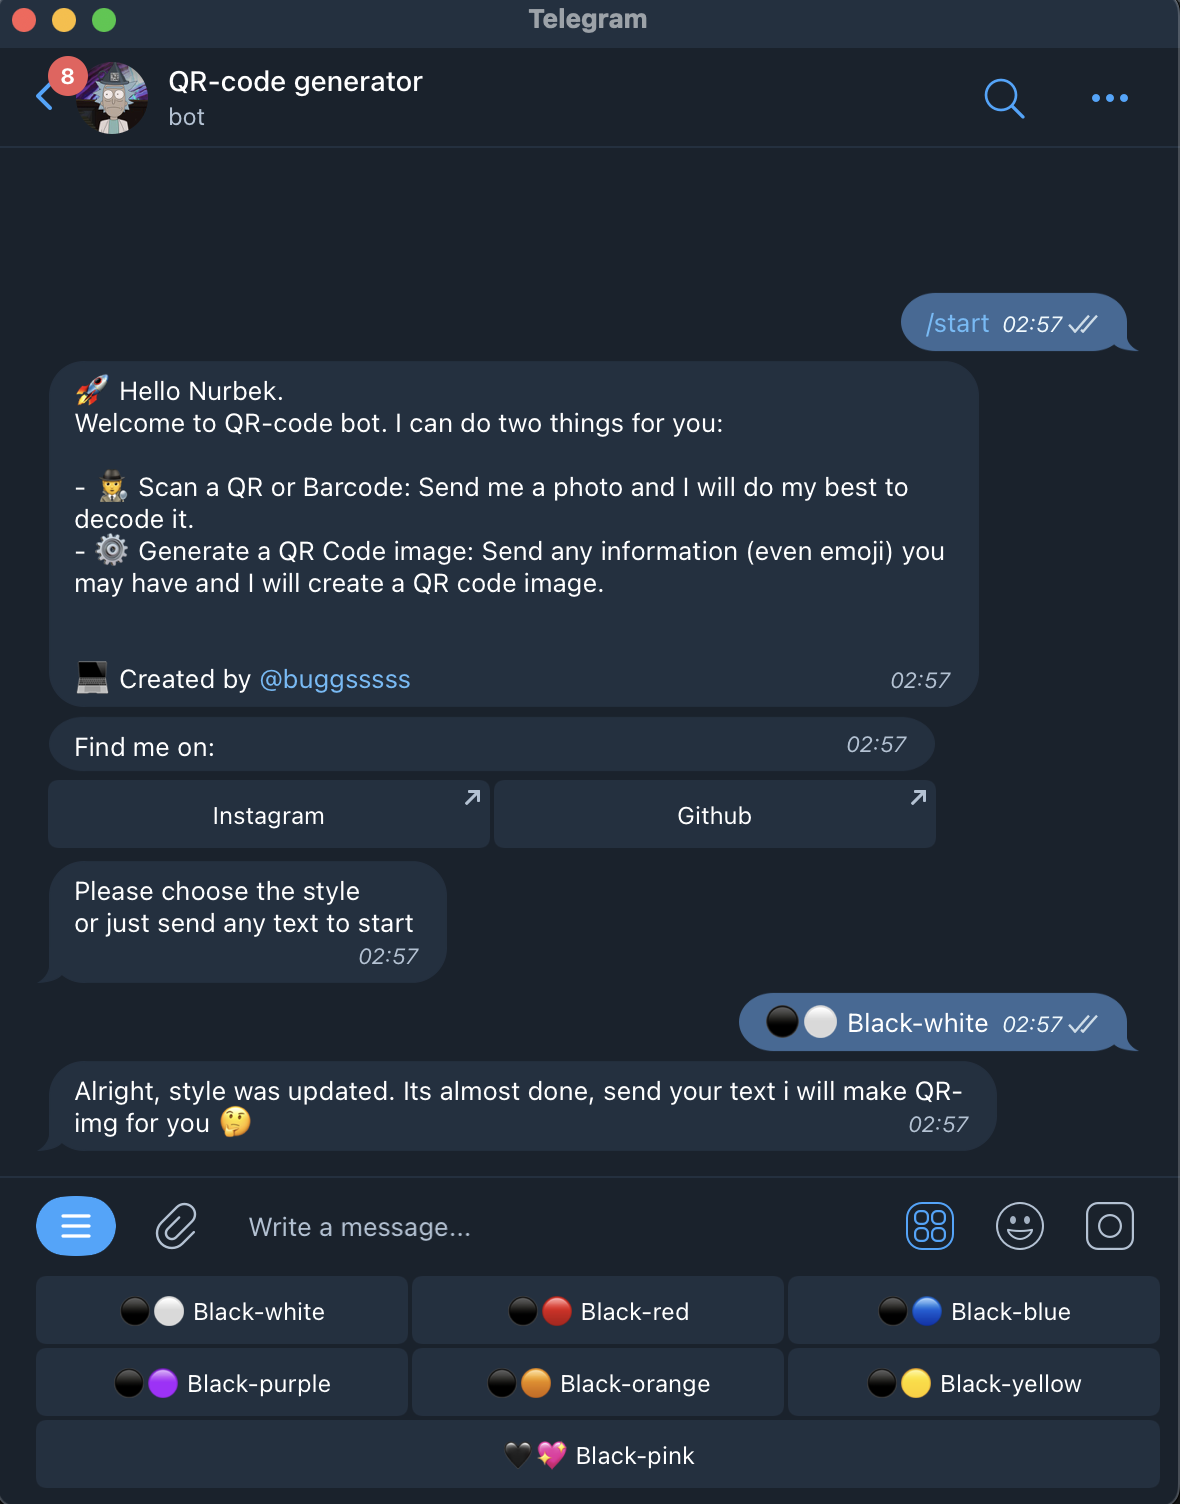 Telegram
8
QR-code generator
bot
/start 02:57
🚀 Hello Nurbek.
Welcome to QR-code bot. I can do two things for you:
- 🕵️ Scan a QR or Barcode: Send me a photo and I will do my best to
decode it.
- ⚙️ Generate a QR Code image: Send any information (even emoji) you
may have and I will create a QR code image.
💻 Created by @buggsssss 02:57
Find me on: 02:57
Instagram
Github
Please choose the style
or just send any text to start
02:57
⚫⚪ Black-white 02:57
Alright, style was updated. Its almost done, send your text i will make QR-
img for you 🤔 02:57
Write a message...
⚫⚪ Black-white
⚫🔴 Black-red
⚫🔵 Black-blue
⚫🟣 Black-purple
⚫🟠 Black-orange
⚫🟡 Black-yellow
🖤💖 Black-pink